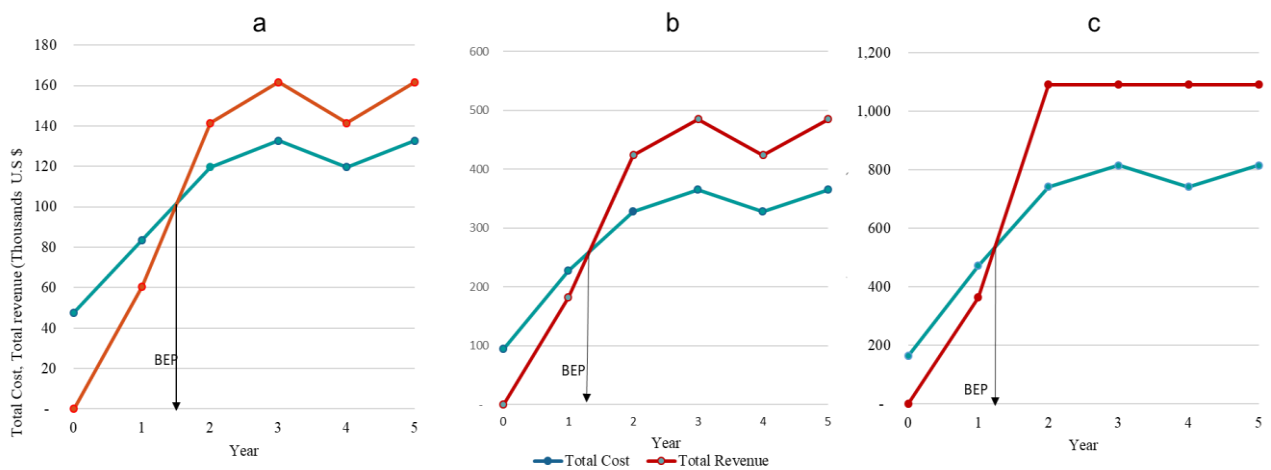 a
Total Cost, Total revenue (Thousands U.S $
180
160
140
120
100
80
60
40
20
-
BEP
0 1 2 3 4 5
Year
b
600
500
400
300
200
100
-
BEP
0 1 2 3 4 5
Year
c
1,200
1,000
800
600
400
200
-
BEP
0 1 2 3 4 5
Year
Total Cost Total Revenue